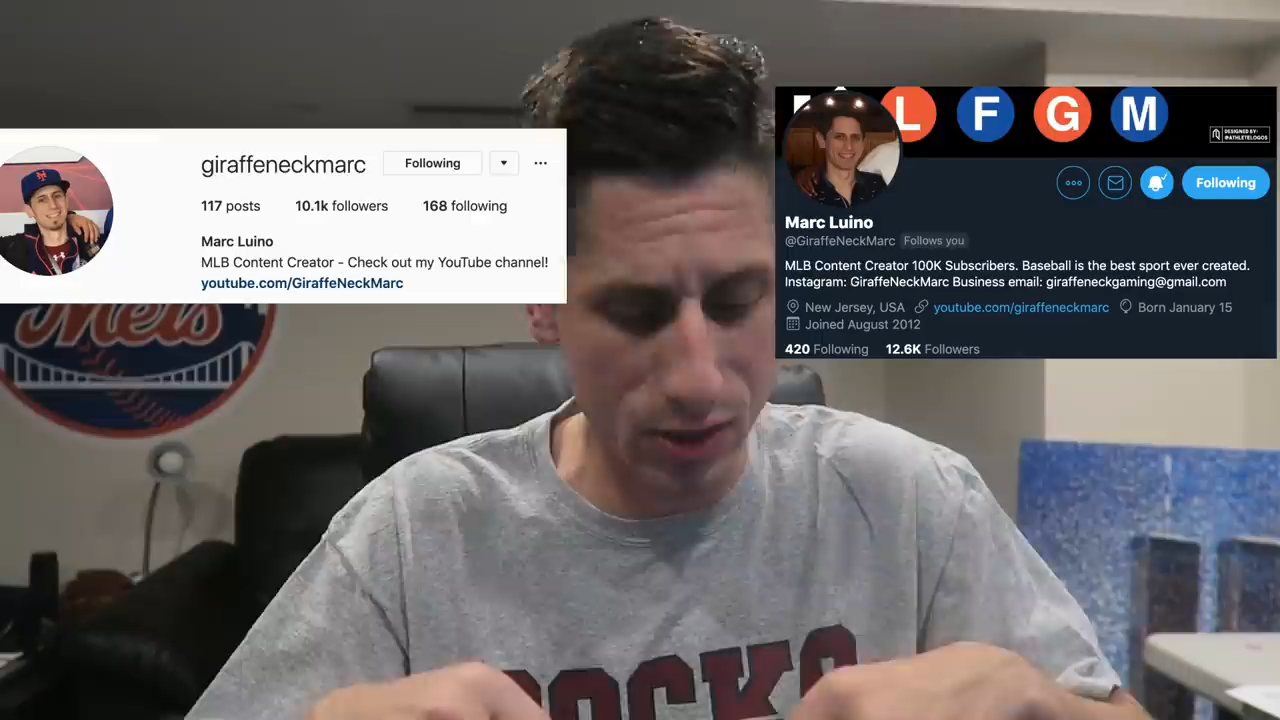 giraffeneckmarc Following
117 posts 10.1k followers 168 following
Marc Luino
MLB Content Creator - Check out my YouTube channel!
youtube.com/GiraffeNeckMarc
Mets
L F G M
DESIGNED BY:
@ATHLETELOGOS
Following
Marc Luino
@GiraffeNeckMarc Follows you
MLB Content Creator 100K Subscribers. Baseball is the best sport ever created.
Instagram: GiraffeNeckMarc Business email: giraffeneckgaming@gmail.com
New Jersey, USA youtube.com/giraffeneckmarc Born January 15
Joined August 2012
420 Following 12.6K Followers